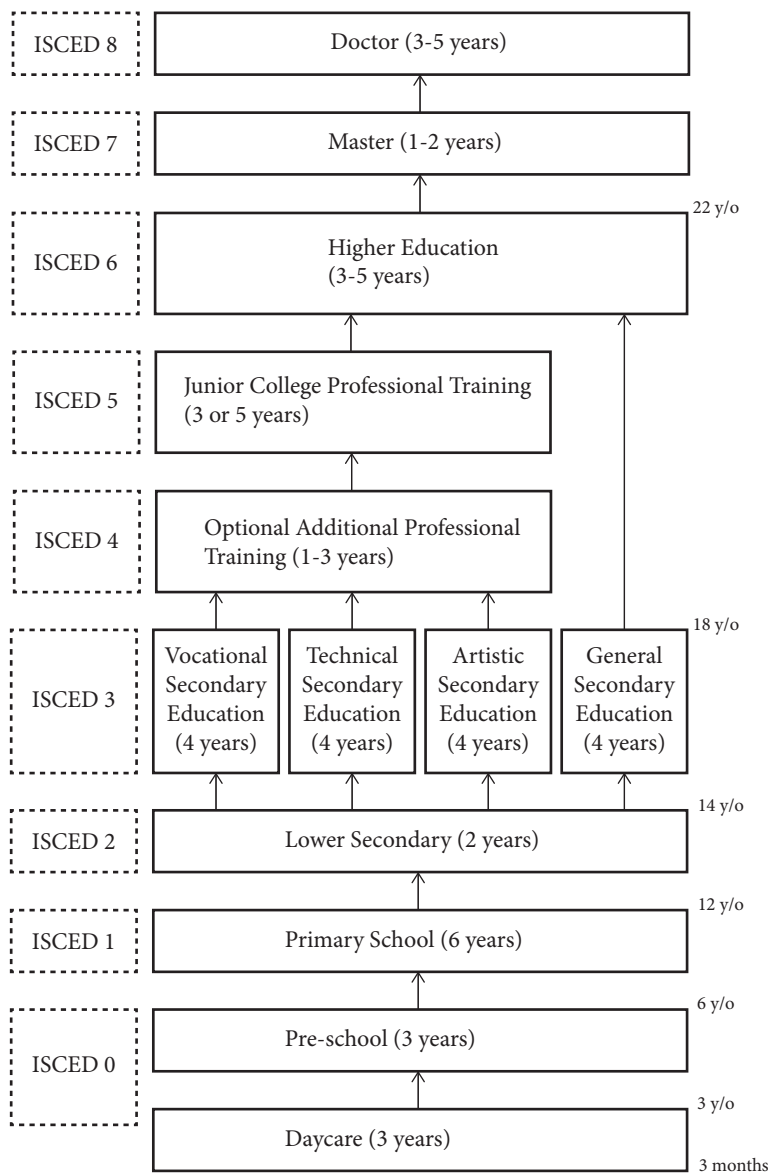 ISCED 8
Doctor (3-5 years)
ISCED 7
Master (1-2 years)
22 y/o
ISCED 6
Higher Education
(3-5 years)
ISCED 5
Junior College Professional Training
(3 or 5 years)
ISCED 4
Optional Additional Professional
Training (1-3 years)
18 y/o
ISCED 3
Vocational
Secondary
Education
(4 years)
Technical
Secondary
Education
(4 years)
Artistic
Secondary
Education
(4 years)
General
Secondary
Education
(4 years)
14 y/o
ISCED 2
Lower Secondary (2 years)
12 y/o
ISCED 1
Primary School (6 years)
6 y/o
ISCED 0
Pre-school (3 years)
3 y/o
Daycare (3 years)
3 months